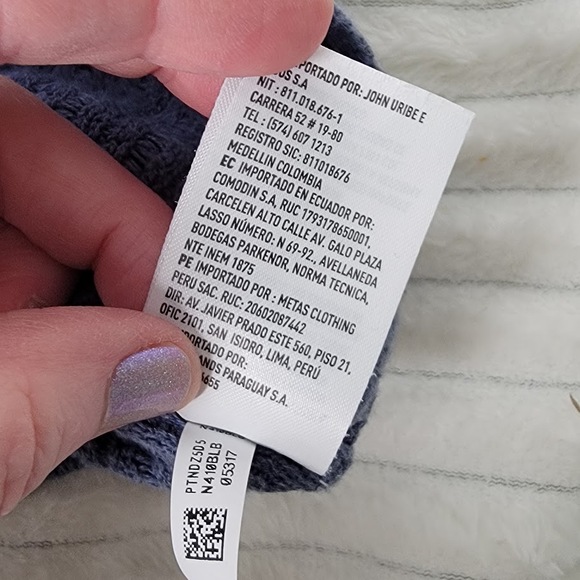 PORTADO POR: JOHN URIBE E
OS S.A
NIT : 811.018.676-1
CARRERA 52 # 19-80
TEL : (574) 607 1213
REGISTRO SIC: 811018676
MEDELLIN COLOMBIA
EC IMPORTADO EN ECUADOR POR:
COMODIN S.A, RUC 1793178650001,
CARCELEN ALTO CALLE AV. GALO PLAZA
LASSO NÚMERO: N 69-92., AVELLANEDA
BODEGAS PARKENOR, NORMA TECNICA,
NTE INEM 1875
PE IMPORTADO POR : METAS CLOTHING
PERU SAC. RUC: 20602087442
DIR: AV. JAVIER PRADO ESTE 560, PISO 21,
OFIC 2101, SAN ISIDRO, LIMA, PERÚ
PORTADO POR:
ANDS PARAGUAY S.A.
4655
PTNDZ5D5
N410BLB
05317